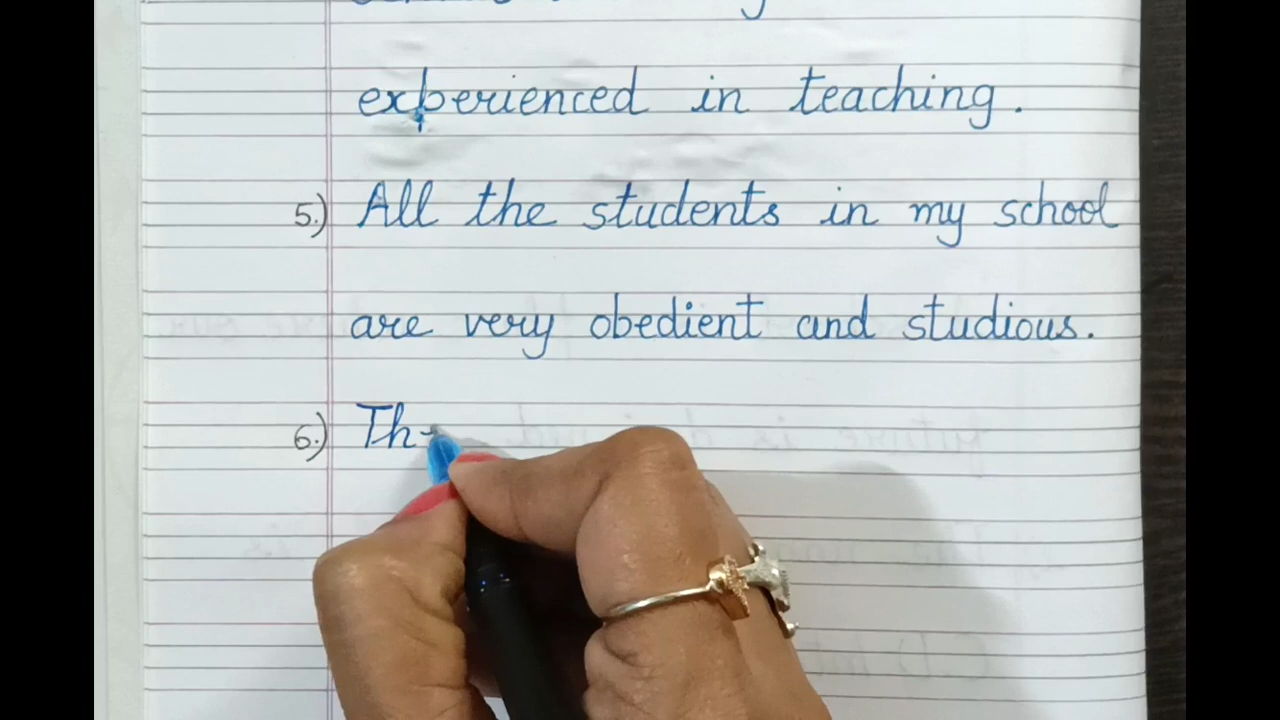 experienced in teaching.
5.) All the students in my school
are very obedient and studious.
6.) Th